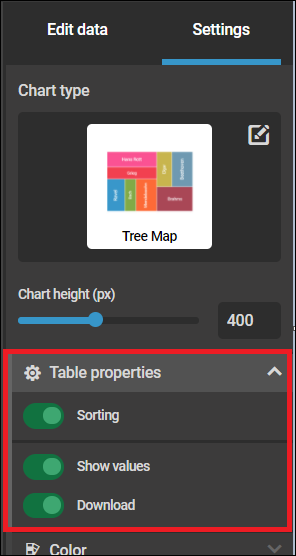 Edit data Settings
Chart type
Tree Map
Chart height (px)
400
Table properties
Sorting
Show values
Download
Color